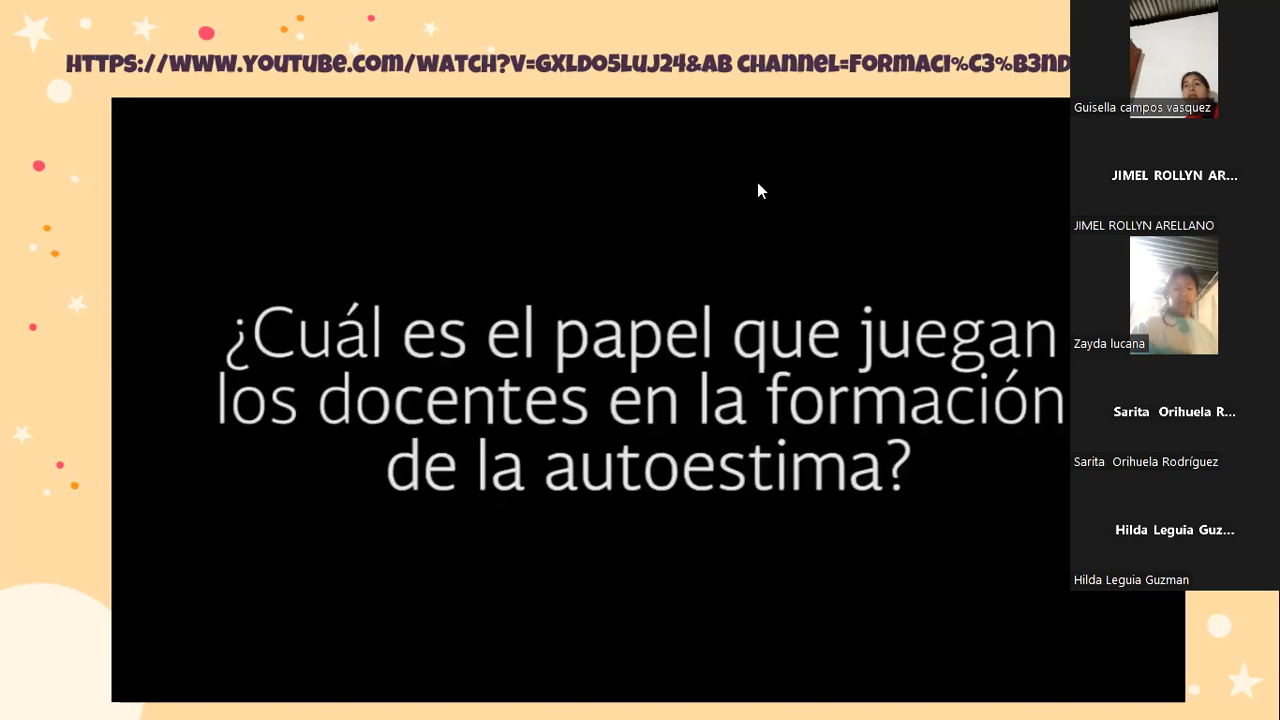 HTTPS://WWW.YOUTUBE.COM/WATCH?V=GXLDO5LUJ24&AB CHANNEL=FORMACI%C3%B3ND
¿Cuál es el papel que juegan
los docentes en la formación
de la autoestima?
Guisella campos vasquez
JIMEL ROLLYN AR...
JIMEL ROLLYN ARELLANO
Zayda lucana
Sarita Orihuela R...
Sarita Orihuela Rodríguez
Hilda Leguia Guz...
Hilda Leguia Guzman